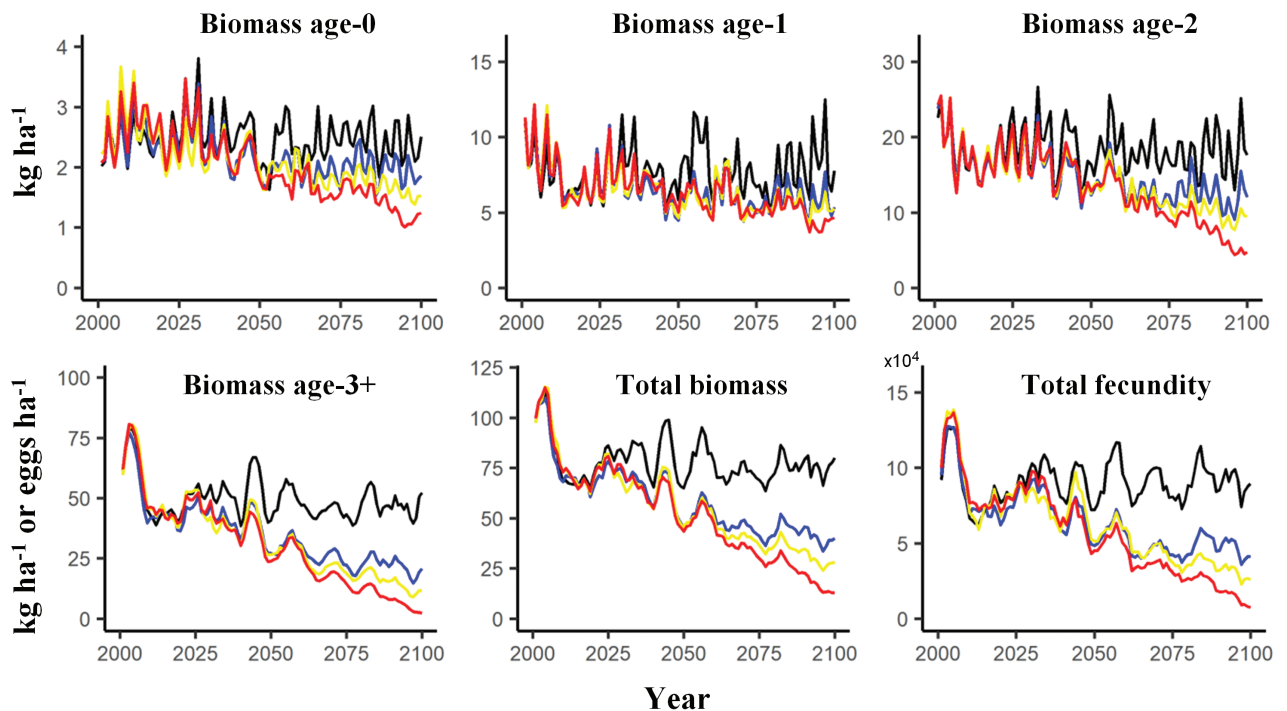 Biomass age-0
Biomass age-1
Biomass age-2
kg ha⁻¹
4
3
2
1
0
2000 2025 2050 2075 2100
15
10
5
0
2000 2025 2050 2075 2100
30
20
10
0
2000 2025 2050 2075 2100
kg ha⁻¹ or eggs ha⁻¹
Biomass age-3+
100
75
50
25
0
2000 2025 2050 2075 2100
Total biomass
125
100
75
50
25
0
2000 2025 2050 2075 2100
x10⁴
Total fecundity
15
10
5
0
2000 2025 2050 2075 2100
Year